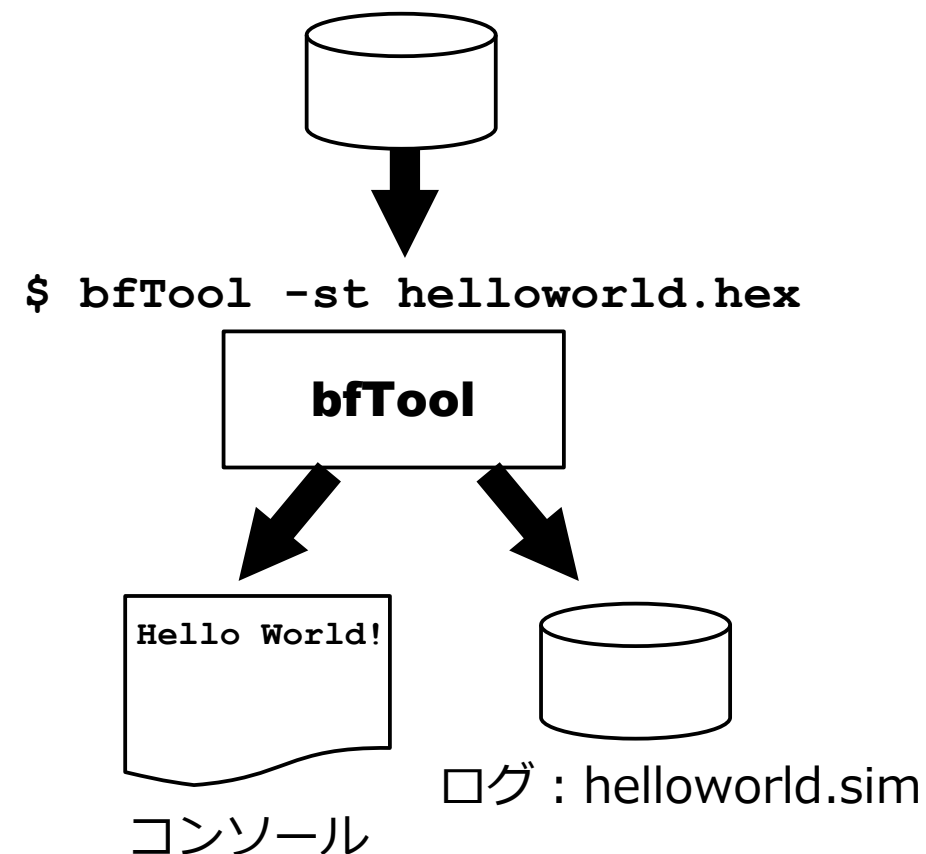 $ bfTool -st helloworld.hex
bfTool
Hello World!
ログ：helloworld.sim
コンソール